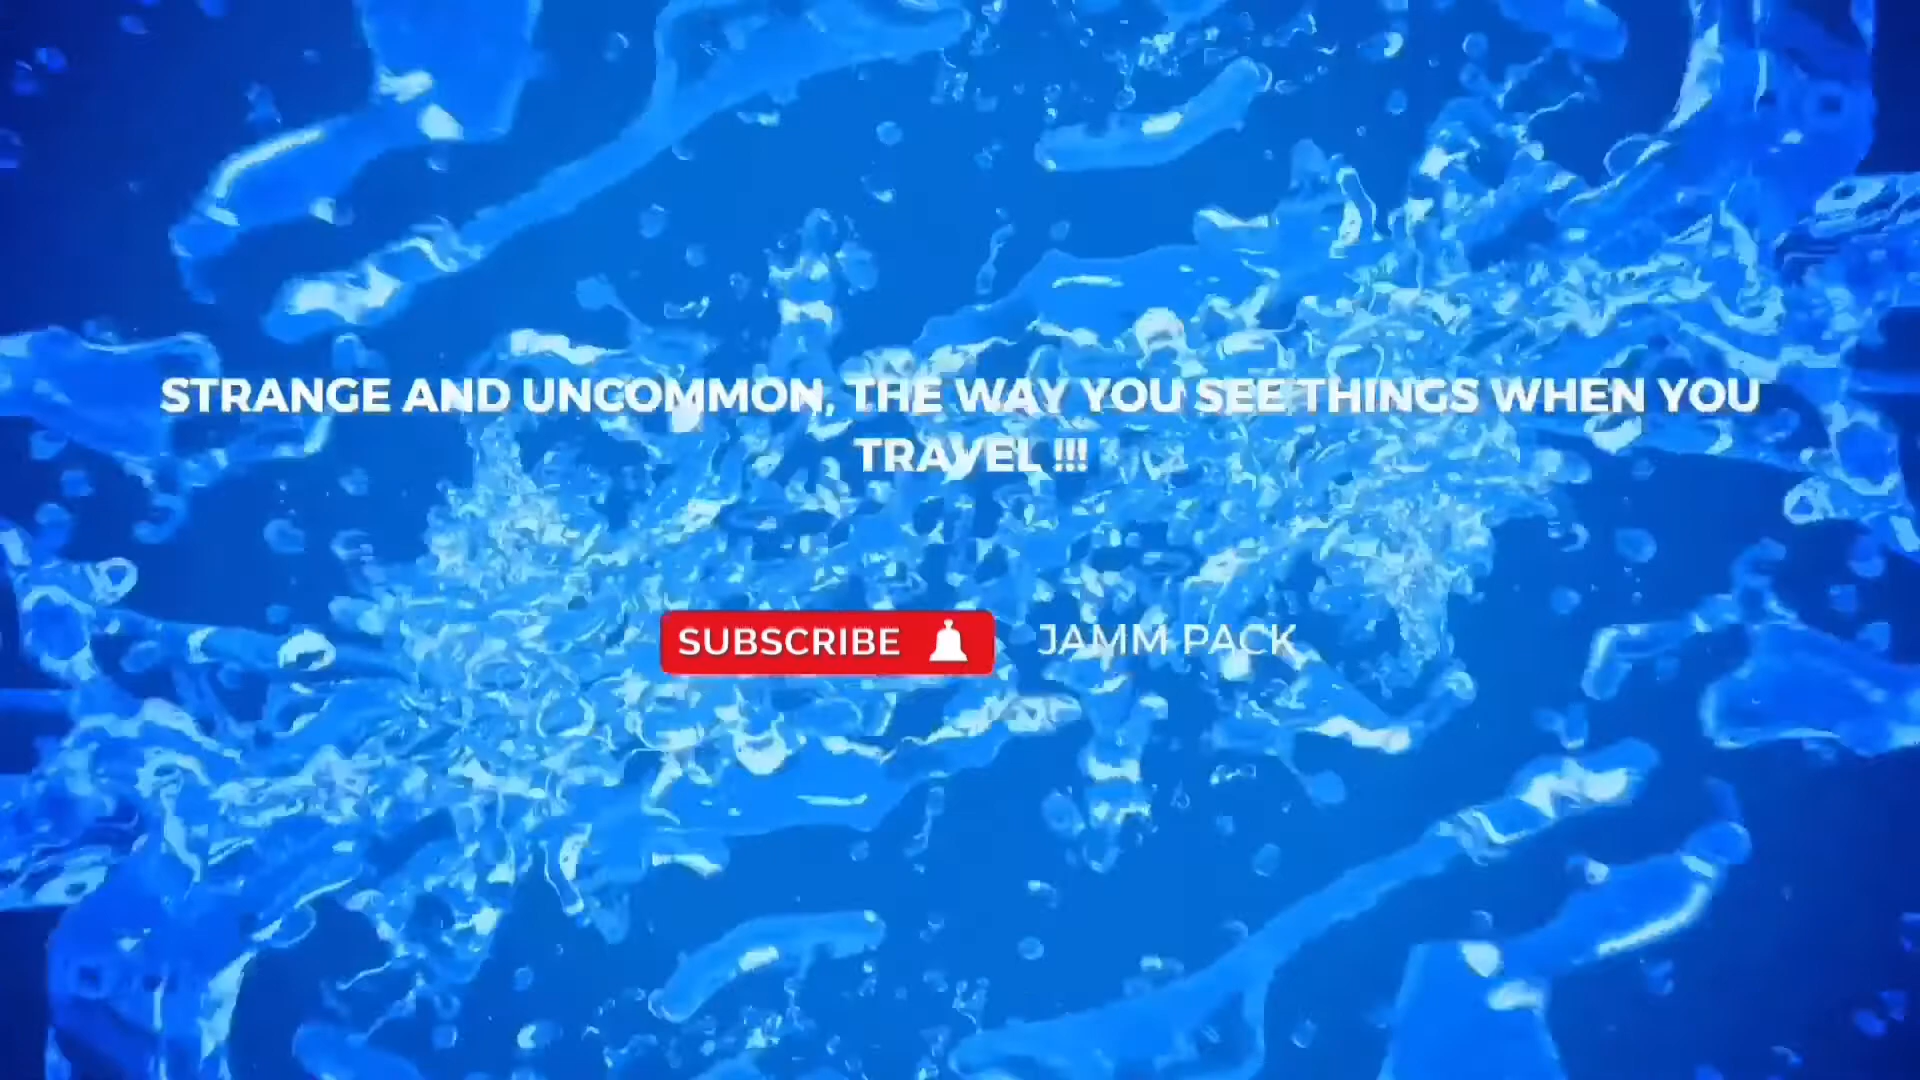 STRANGE AND UNCOMMON, THE WAY YOU SEE THINGS WHEN YOU
TRAVEL !!!
SUBSCRIBE
JAMM PACK